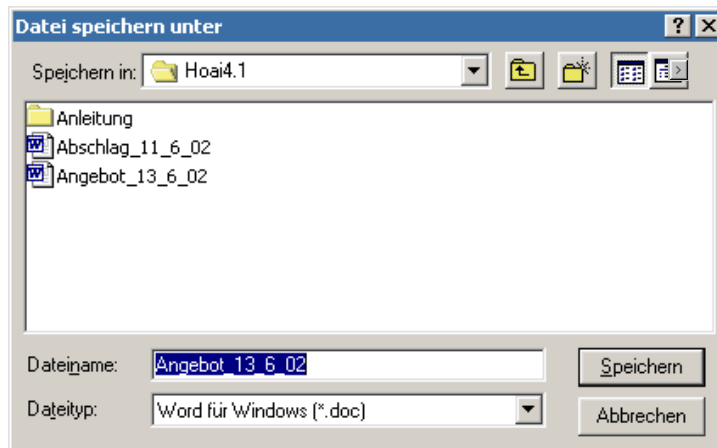 Datei speichern unter
Speichern in: Hoai4.1
Anleitung
Abschlag_11_6_02
Angebot_13_6_02
Dateiname: Angebot_13_6_02 Speichern
Dateityp: Word für Windows (*.doc) Abbrechen